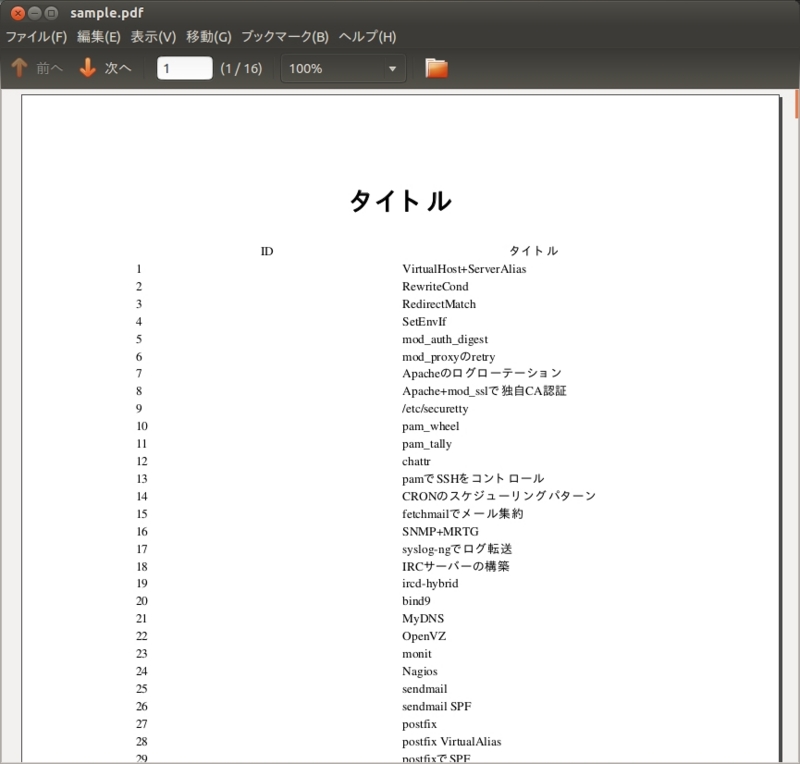 sample.pdf
ファイル(F) 編集(E) 表示(V) 移動(G) ブックマーク(B) ヘルプ(H)
前へ 次へ 1 (1 / 16) 100%
タイトル
ID タイトル
1 VirtualHost+ServerAlias
2 RewriteCond
3 RedirectMatch
4 SetEnvIf
5 mod_auth_digest
6 mod_proxyのretry
7 Apacheのログローテーション
8 Apache+mod_sslで独自CA認証
9 /etc/securetty
10 pam_wheel
11 pam_tally
12 chattr
13 pamでSSHをコントロール
14 CRONのスケジューリングパターン
15 fetchmailでメール集約
16 SNMP+MRTG
17 syslog-ngでログ転送
18 IRCサーバーの構築
19 ircd-hybrid
20 bind9
21 MyDNS
22 OpenVZ
23 monit
24 Nagios
25 sendmail
26 sendmail SPF
27 postfix
28 postfix VirtualAlias
29 postfixでSPF